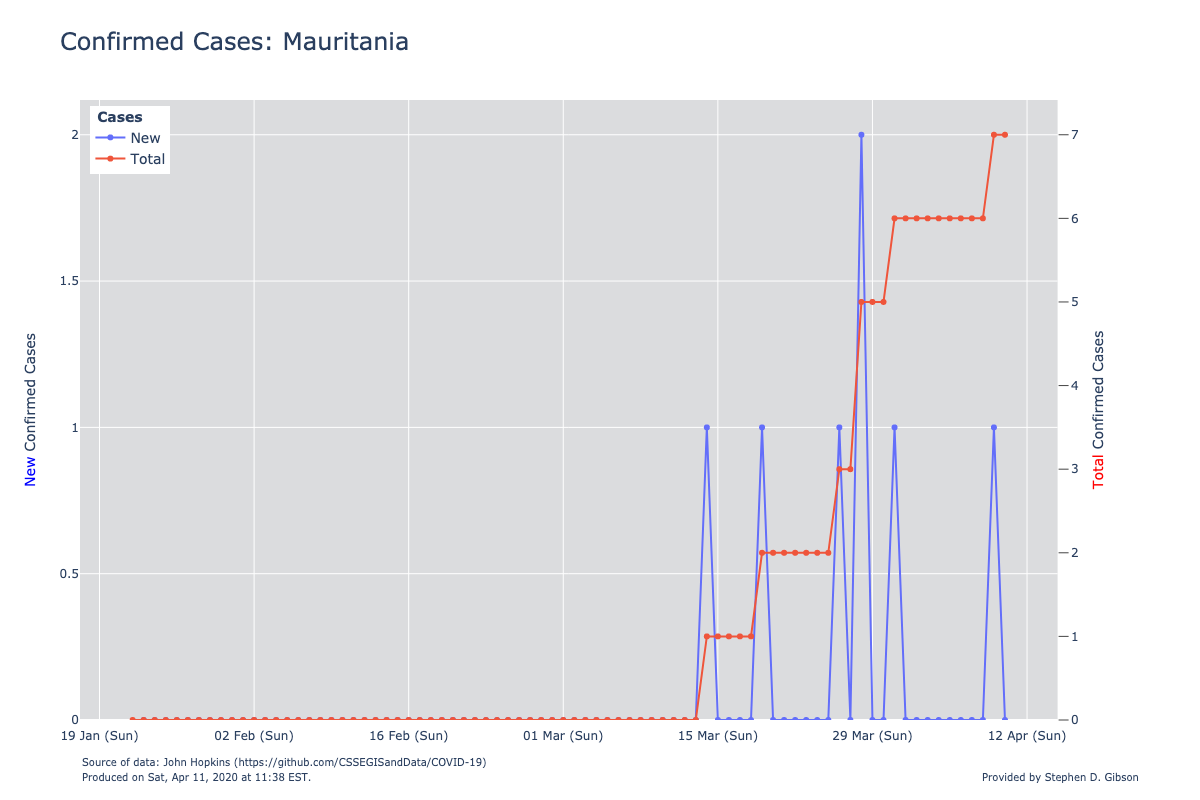 Confirmed Cases: Mauritania
Cases
New
Total
2
1.5
1
0.5
0
New Confirmed Cases
7
6
5
4
3
2
1
0
Total Confirmed Cases
19 Jan (Sun) 02 Feb (Sun) 16 Feb (Sun) 01 Mar (Sun) 15 Mar (Sun) 29 Mar (Sun) 12 Apr (Sun)
Source of data: John Hopkins (https://github.com/CSSEGISandData/COVID-19)
Produced on Sat, Apr 11, 2020 at 11:38 EST.
Provided by Stephen D. Gibson